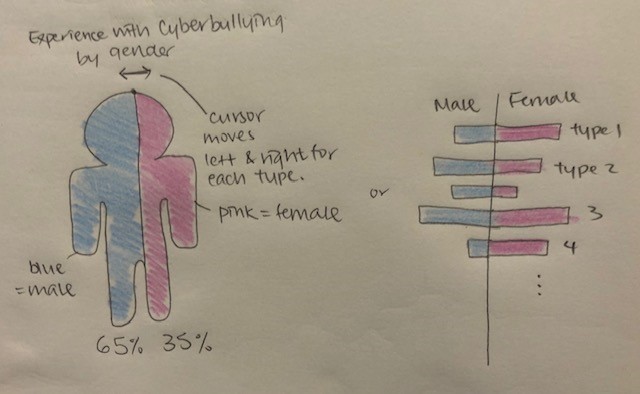 Experience with Cyberbullying
by gender
cursor
moves
left & right for
each type.
pink = female
blue
= male
65% 35%
or
Male Female
type 1
type 2
3
4